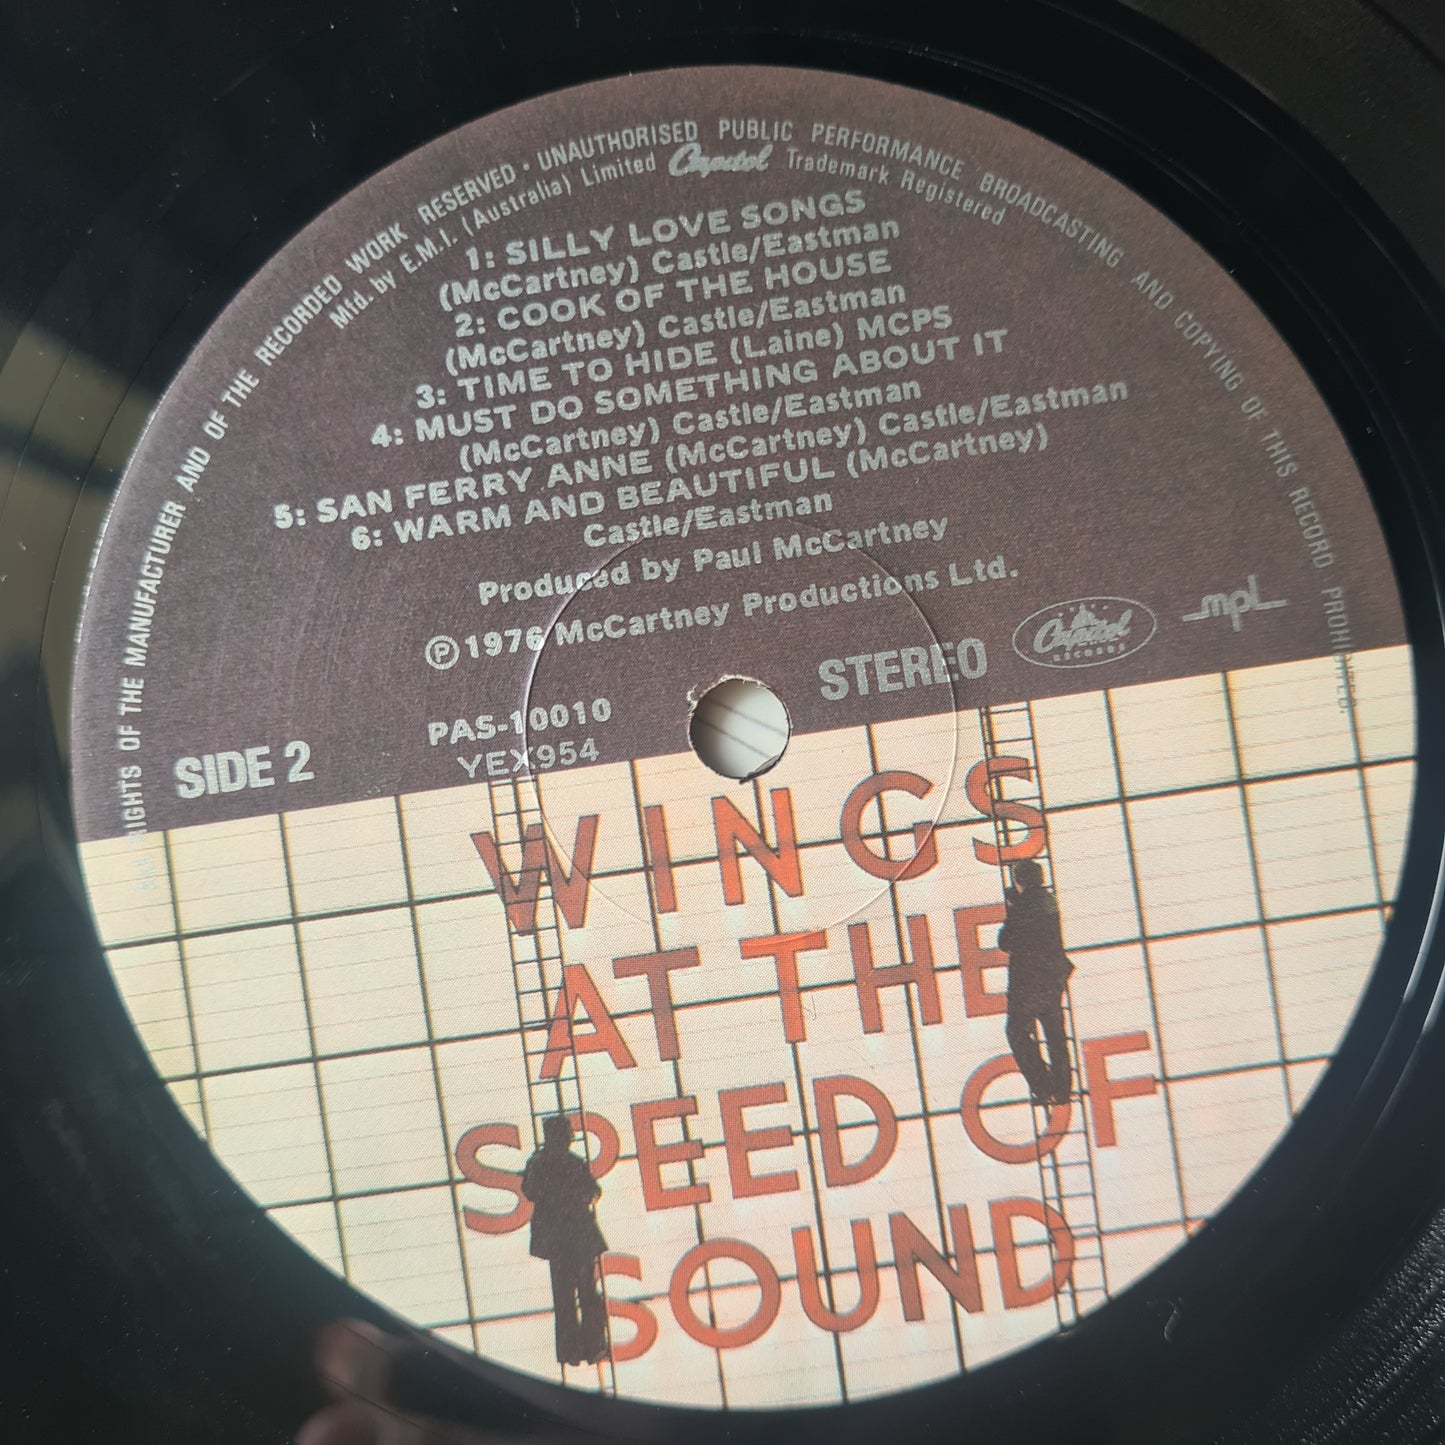 ALL RIGHTS OF THE MANUFACTURER AND OF THE RECORDED WORK RESERVED • UNAUTHORISED PUBLIC PERFORMANCE BROADCASTING AND COPYING OF THIS RECORD PROHIBITED.
Mfd. by E.M.I. (Australia) Limited Capitol Trademark Registered
1: SILLY LOVE SONGS
(McCartney) Castle/Eastman
2: COOK OF THE HOUSE
(McCartney) Castle/Eastman
3: TIME TO HIDE (Laine) MCPS
4: MUST DO SOMETHING ABOUT IT
(McCartney) Castle/Eastman
5: SAN FERRY ANNE (McCartney) Castle/Eastman
6: WARM AND BEAUTIFUL (McCartney)
Castle/Eastman
Produced by Paul McCartney
℗ 1976 McCartney Productions Ltd.
STEREO
Capitol
RECORDS
mpl
SIDE 2
PAS-10010
YEX954
WINGS
AT THE
SPEED OF
SOUND